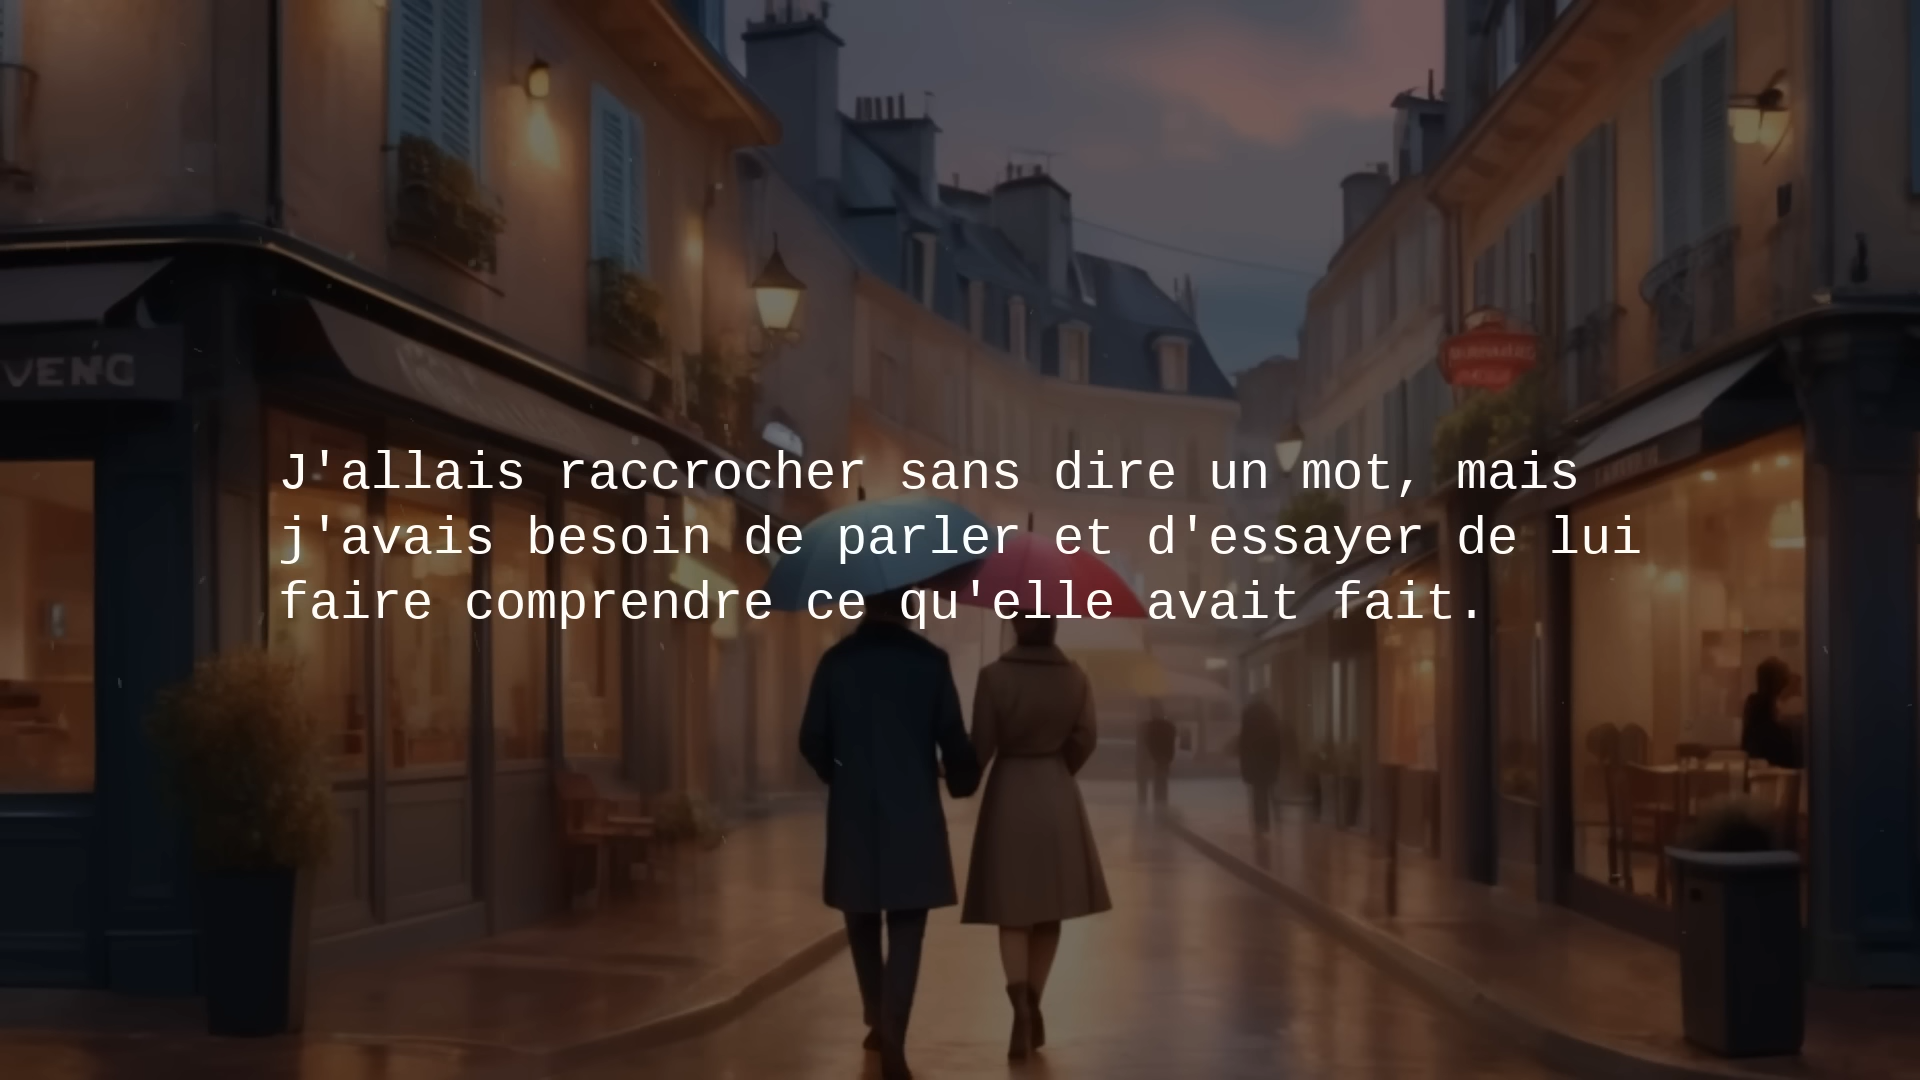 VENG
J'allais raccrocher sans dire un mot, mais
j'avais besoin de parler et d'essayer de lui
faire comprendre ce qu'elle avait fait.